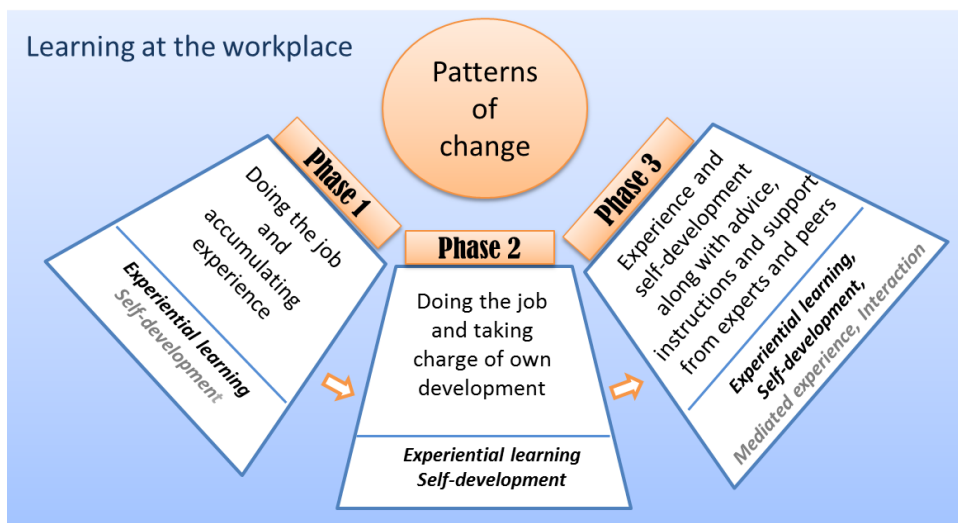 Learning at the workplace
Patterns
of
change
Phase 1
Doing the job
and
accumulating
experience
Experiential learning
Self-development
Phase 2
Doing the job
and taking
charge of own
development
Experiential learning
Self-development
Phase 3
Experience and
self-development
along with advice,
instructions and support
from experts and peers
Experiential learning,
Self-development,
Mediated experience, Interaction